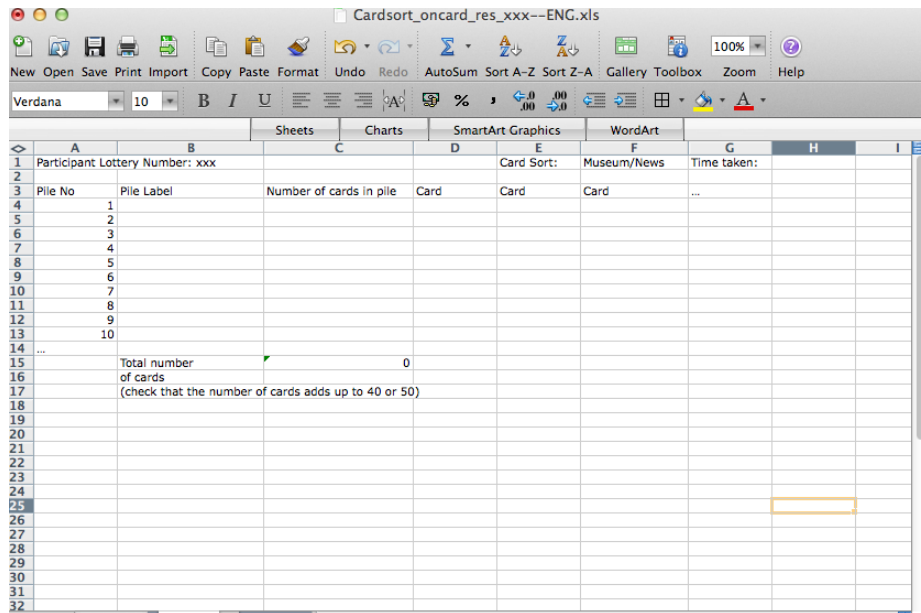 Cardsort_oncard_res_xxx--ENG.xls
100%
New Open Save Print Import Copy Paste Format Undo Redo AutoSum Sort A-Z Sort Z-A Gallery Toolbox Zoom Help
Verdana 10 B I U ABC % , .0 .00 .00 .0 A
Sheets Charts SmartArt Graphics WordArt
A B C D E F G H I
1 Participant Lottery Number: xxx Card Sort: Museum/News Time taken:
2
3 Pile No Pile Label Number of cards in pile Card Card Card ...
4 1
5 2
6 3
7 4
8 5
9 6
10 7
11 8
12 9
13 10
14 ...
15 Total number 0
16 of cards
17 (check that the number of cards adds up to 40 or 50)
18
19
20
21
22
23
24
25
26
27
28
29
30
31
32